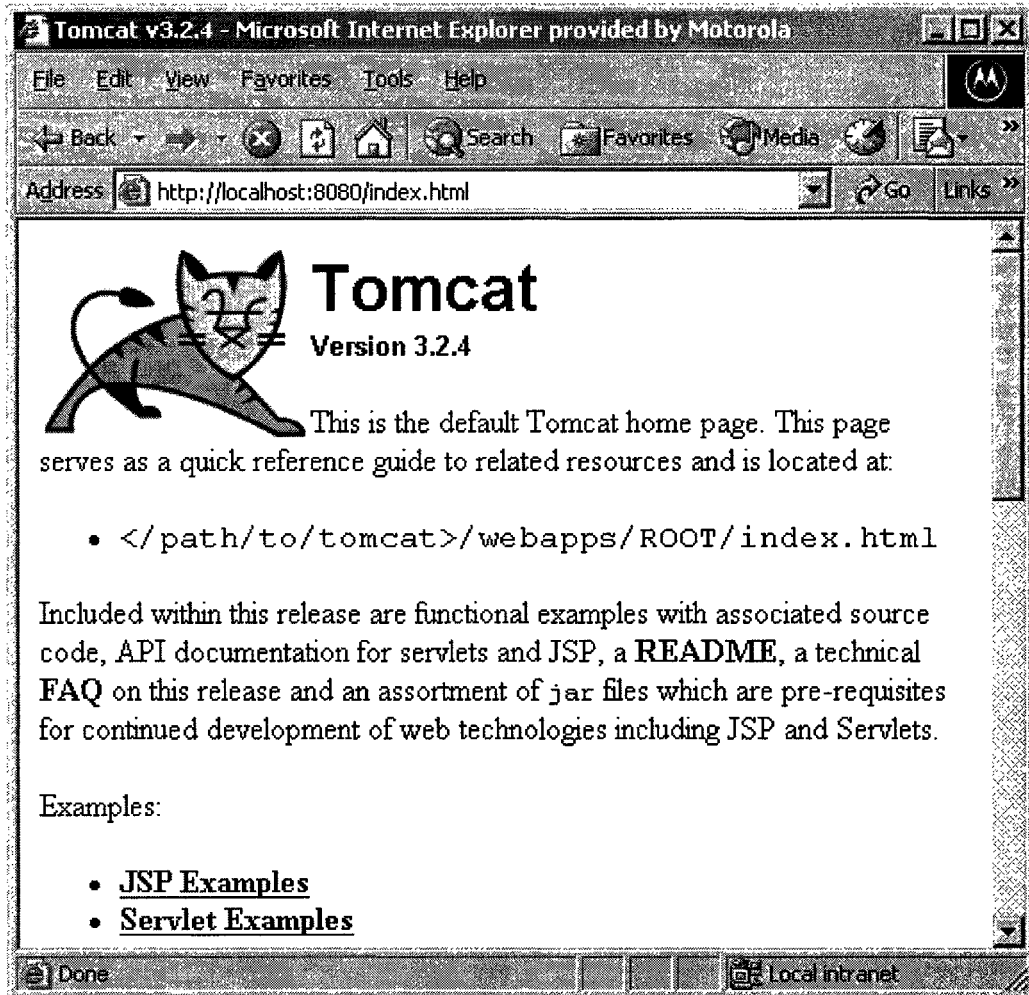 Tomcat v3.2.4 - Microsoft Internet Explorer provided by Motorola
File Edit View Favorites Tools Help
Back Search Favorites Media »
Address http://localhost:8080/index.html Go Links »
Tomcat
Version 3.2.4
This is the default Tomcat home page. This page
serves as a quick reference guide to related resources and is located at:
• </path/to/tomcat>/webapps/ROOT/index.html
Included within this release are functional examples with associated source
code, API documentation for servlets and JSP, a README, a technical
FAQ on this release and an assortment of jar files which are pre-requisites
for continued development of web technologies including JSP and Servlets.
Examples:
• JSP Examples
• Servlet Examples
Done Local intranet